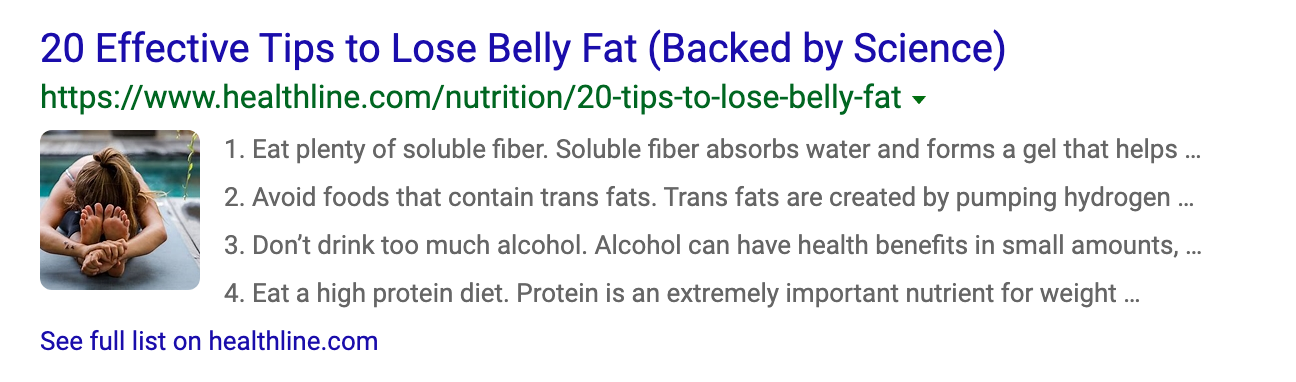 20 Effective Tips to Lose Belly Fat (Backed by Science)
https://www.healthline.com/nutrition/20-tips-to-lose-belly-fat
1. Eat plenty of soluble fiber. Soluble fiber absorbs water and forms a gel that helps ...
2. Avoid foods that contain trans fats. Trans fats are created by pumping hydrogen ...
3. Don’t drink too much alcohol. Alcohol can have health benefits in small amounts, ...
4. Eat a high protein diet. Protein is an extremely important nutrient for weight ...
See full list on healthline.com